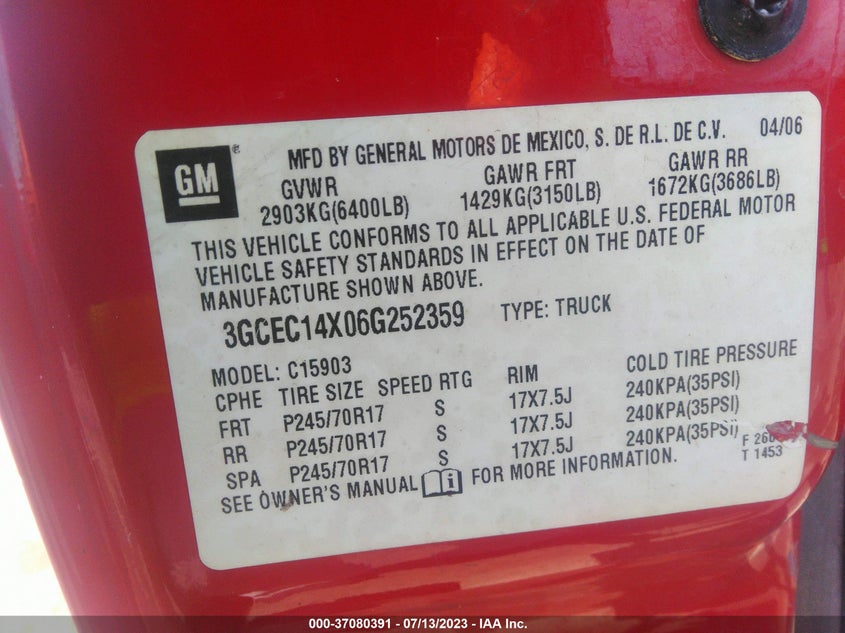 GM
MFD BY GENERAL MOTORS DE MEXICO, S. DE R.L. DE C.V. 04/06
GVWR GAWR FRT GAWR RR
2903KG(6400LB) 1429KG(3150LB) 1672KG(3686LB)
THIS VEHICLE CONFORMS TO ALL APPLICABLE U.S. FEDERAL MOTOR
VEHICLE SAFETY STANDARDS IN EFFECT ON THE DATE OF
MANUFACTURE SHOWN ABOVE.
3GCEC14X06G252359 TYPE: TRUCK
MODEL: C15903
CPHE TIRE SIZE SPEED RTG RIM COLD TIRE PRESSURE
FRT P245/70R17 S 17X7.5J 240KPA(35PSI)
RR P245/70R17 S 17X7.5J 240KPA(35PSI)
SPA P245/70R17 S 17X7.5J 240KPA(35PSI)
F
T 1453
SEE OWNER'S MANUAL FOR MORE INFORMATION.
000-37080391 - 07/13/2023 - IAA Inc.